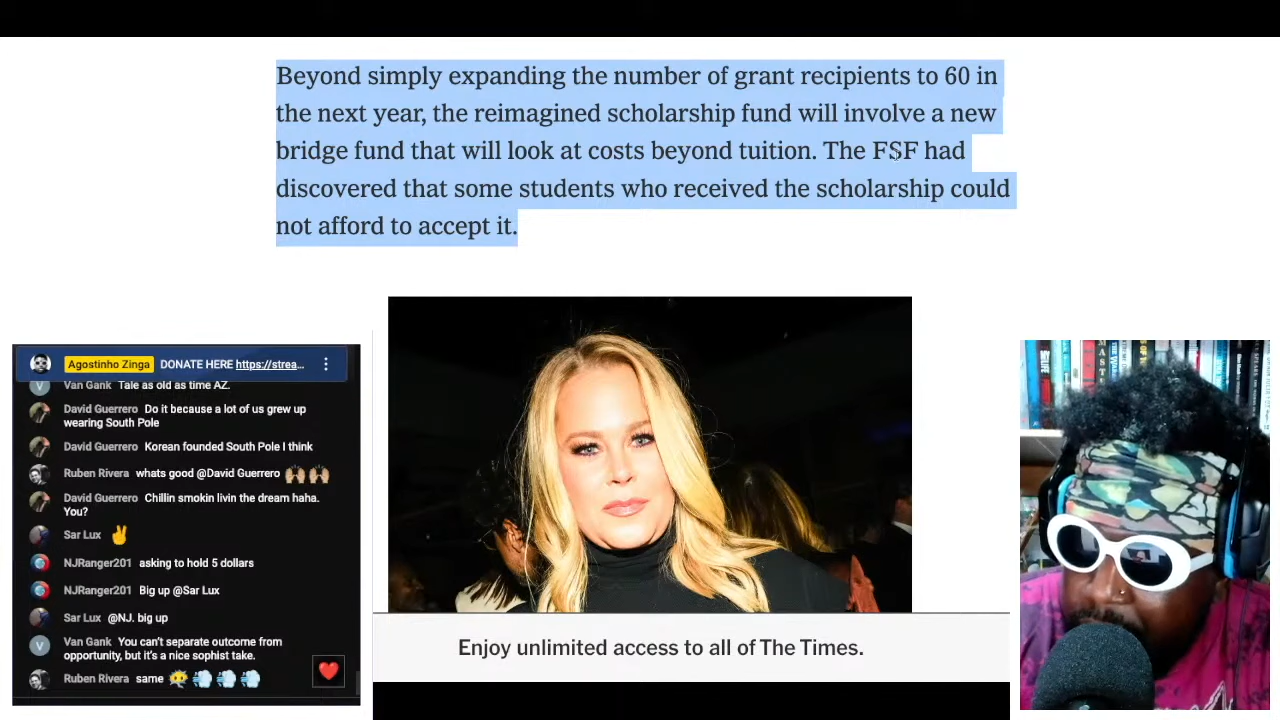 Beyond simply expanding the number of grant recipients to 60 in
the next year, the reimagined scholarship fund will involve a new
bridge fund that will look at costs beyond tuition. The FSF had
discovered that some students who received the scholarship could
not afford to accept it.
Agostinho Zinga DONATE HERE https://strea...
V Van Gank Tale as old as time AZ.
David Guerrero Do it because a lot of us grew up
wearing South Pole
David Guerrero Korean founded South Pole I think
Ruben Rivera whats good @David Guerrero 🙌🏼 🙌🏼
David Guerrero Chillin smokin livin the dream haha.
You?
Sar Lux ✌️
NJRanger201 asking to hold 5 dollars
NJRanger201 Big up @Sar Lux
Sar Lux @NJ. big up
V Van Gank You can't separate outcome from
opportunity, but it's a nice sophist take.
Ruben Rivera same
Enjoy unlimited access to all of The Times.